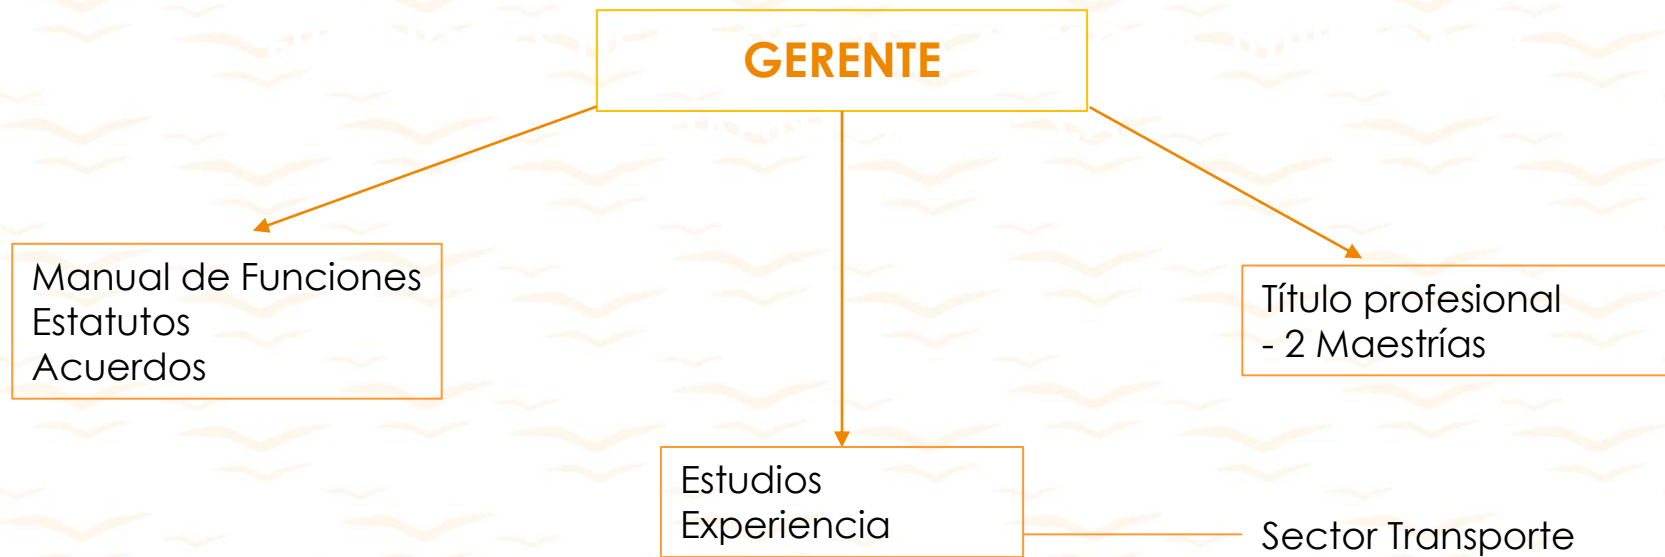 GERENTE
Manual de Funciones
Estatutos
Acuerdos
Título profesional
- 2 Maestrías
Estudios
Experiencia
Sector Transporte